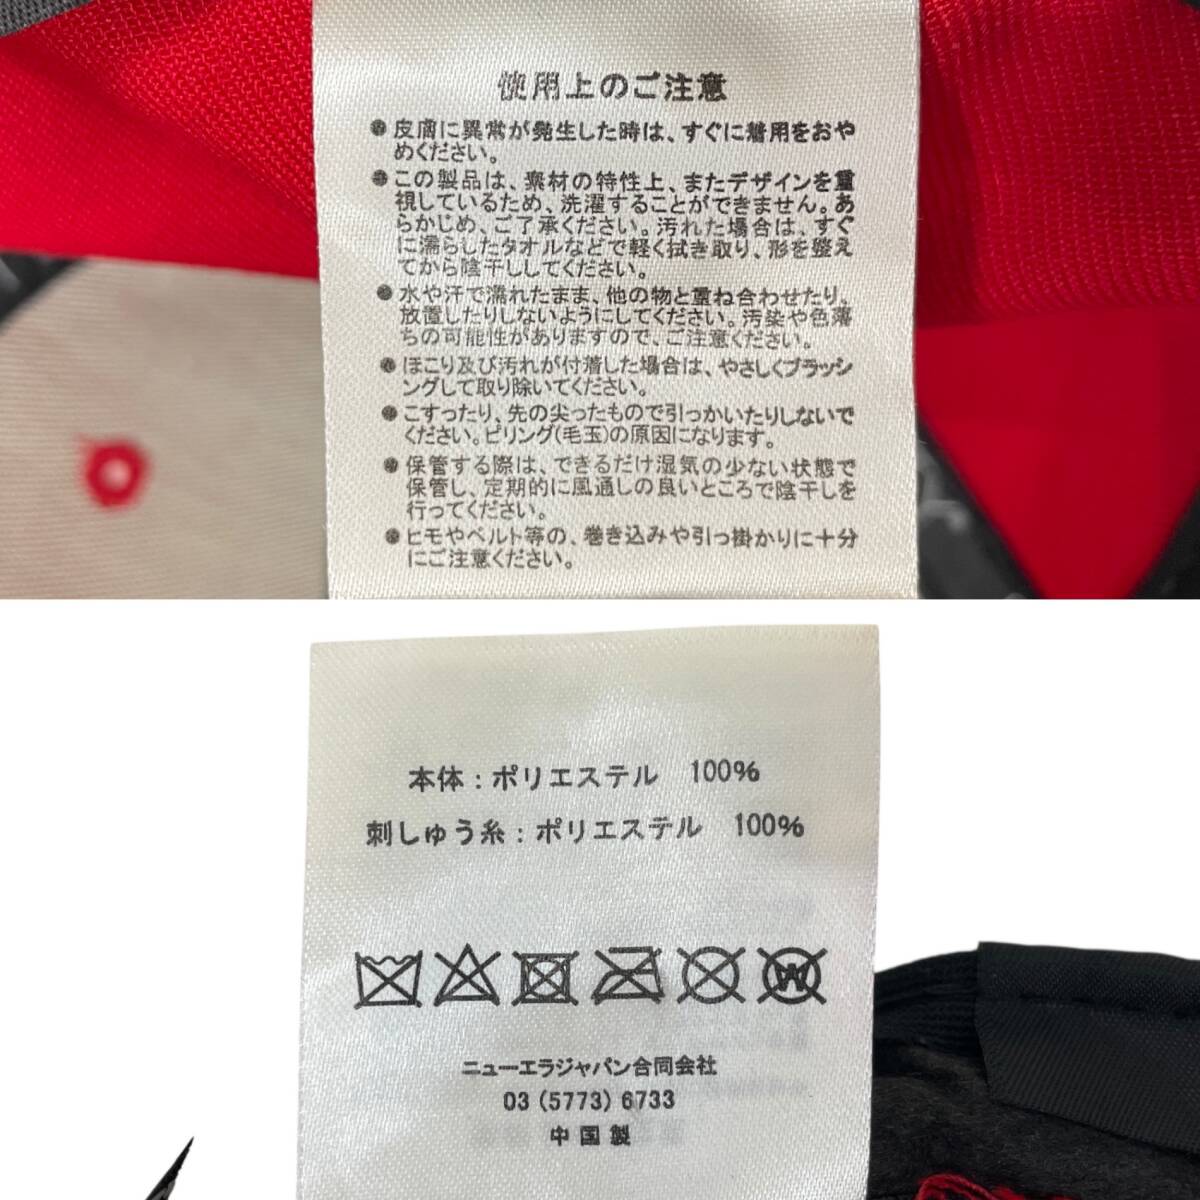 使用上のご注意
●皮膚に異常が発生した時は、すぐに着用をおや
めください。
●この製品は、素材の特性上、またデザインを重
視しているため、洗濯することができません。あ
らかじめ、ご了承ください。汚れた場合は、すぐ
に濡らしたタオルなどで軽く拭き取り、形を整え
てから陰干ししてください。
●水や汗で濡れたまま、他の物と重ね合わせたり、
放置したりしないようにしてください。汚染や色落
ちの可能性がありますので、ご注意ください。
●ほこり及び汚れが付着した場合は、やさしくブラッシ
ングして取り除いてください。
●こすったり、先の尖ったもので引っかいたりしないで
ください。ピリング(毛玉)の原因になります。
●保管する際は、できるだけ湿気の少ない状態で
保管し、定期的に風通しの良いところで陰干しを
行ってください。
●ヒモやベルト等の、巻き込みや引っ掛かりに十分
にご注意ください。
本体：ポリエステル 100%
刺しゅう糸：ポリエステル 100%
W
ニューエラジャパン合同会社
03 (5773) 6733
中国製